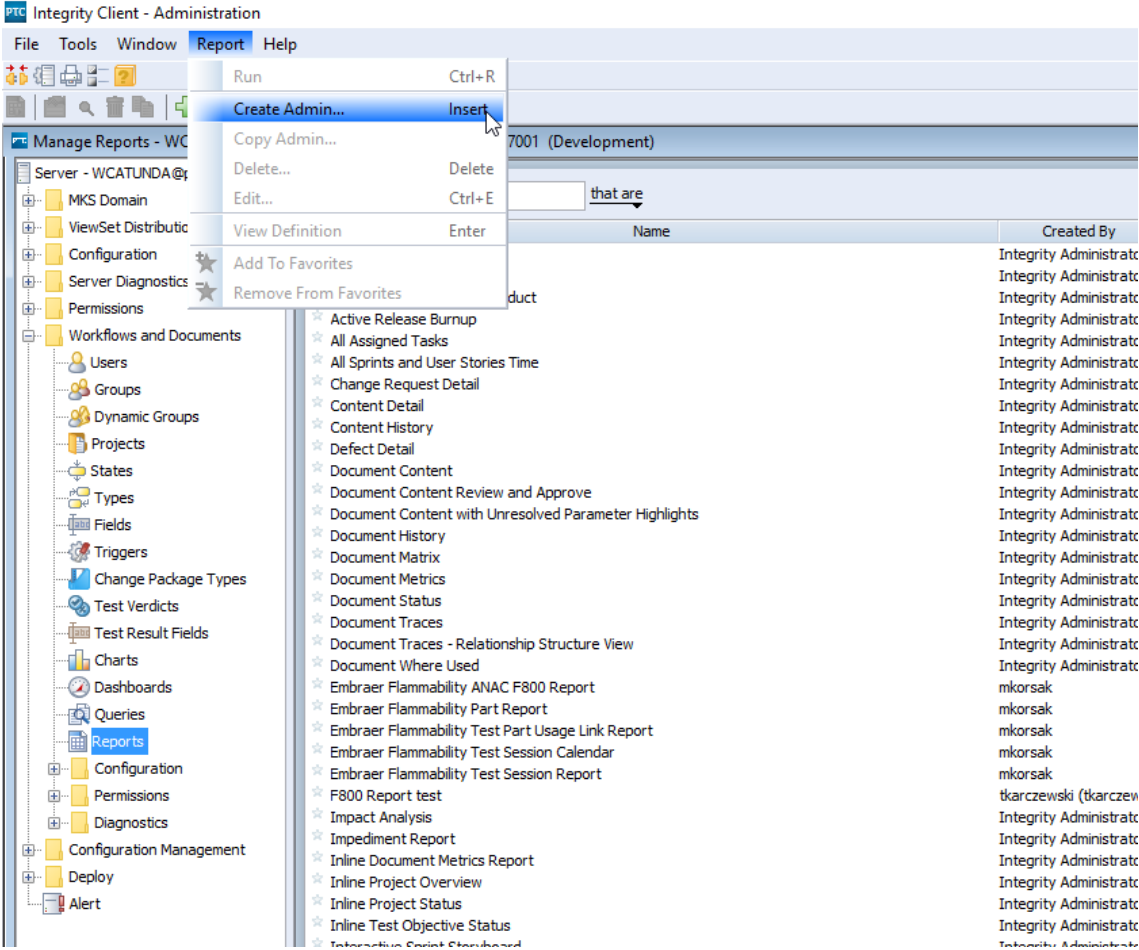 PTC Integrity Client - Administration
File Tools Window Report Help
Run Ctrl+R
Create Admin... Insert
Copy Admin...
Delete... Delete
Edit... Ctrl+E
View Definition Enter
Add To Favorites
Remove From Favorites
Manage Reports - WC 7001 (Development)
Server - WCATUNDA@p
MKS Domain
ViewSet Distributio
Configuration
Server Diagnostics
Permissions
Workflows and Documents
Users
Groups
Dynamic Groups
Projects
States
Types
Fields
Triggers
Change Package Types
Test Verdicts
Test Result Fields
Charts
Dashboards
Queries
Reports
Configuration
Permissions
Diagnostics
Configuration Management
Deploy
Alert
that are
Name Created By
Integrity Administrato
Integrity Administrato
duct Integrity Administrato
Active Release Burnup Integrity Administrato
All Assigned Tasks Integrity Administrato
All Sprints and User Stories Time Integrity Administrato
Change Request Detail Integrity Administrato
Content Detail Integrity Administrato
Content History Integrity Administrato
Defect Detail Integrity Administrato
Document Content Integrity Administrato
Document Content Review and Approve Integrity Administrato
Document Content with Unresolved Parameter Highlights Integrity Administrato
Document History Integrity Administrato
Document Matrix Integrity Administrato
Document Metrics Integrity Administrato
Document Status Integrity Administrato
Document Traces Integrity Administrato
Document Traces - Relationship Structure View Integrity Administrato
Document Where Used Integrity Administrato
Embraer Flammability ANAC F800 Report mkorsak
Embraer Flammability Part Report mkorsak
Embraer Flammability Test Part Usage Link Report mkorsak
Embraer Flammability Test Session Calendar mkorsak
Embraer Flammability Test Session Report mkorsak
F800 Report test tkarczewski (tkarczew
Impact Analysis Integrity Administrato
Impediment Report Integrity Administrato
Inline Document Metrics Report Integrity Administrato
Inline Project Overview Integrity Administrato
Inline Project Status Integrity Administrato
Inline Test Objective Status Integrity Administrato
Interactive Sprint Storyboard Integrity Administrato